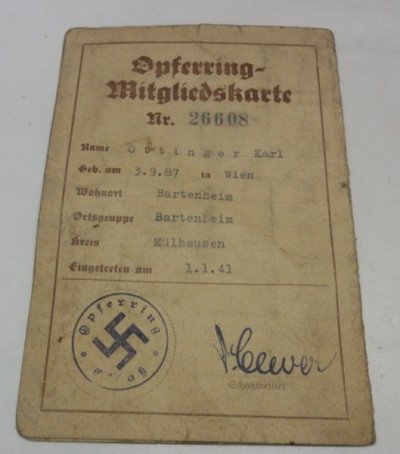 Opferring-
Mitgliedskarte
Nr. 26608
Name Ottinger Karl
Geb. am 3.9.87 in Wien
Wohnort Bartenheim
Ortsgruppe Bartenheim
Kreis Mülhausen
Eingetreten am 1.1.41
Opferring
Elsaß
Schatzmeister